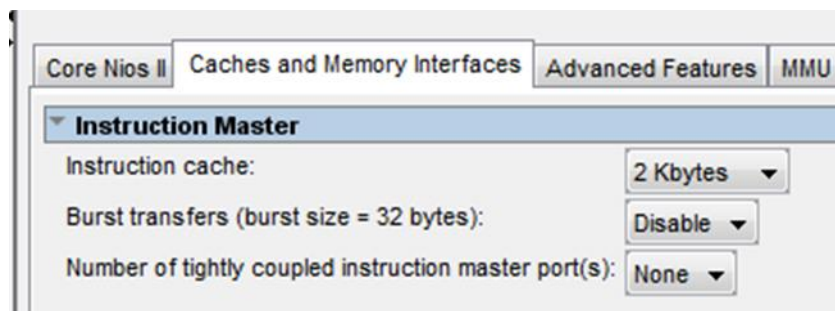 Core Nios II Caches and Memory Interfaces Advanced Features MMU
Instruction Master
Instruction cache: 2 Kbytes
Burst transfers (burst size = 32 bytes): Disable
Number of tightly coupled instruction master port(s): None